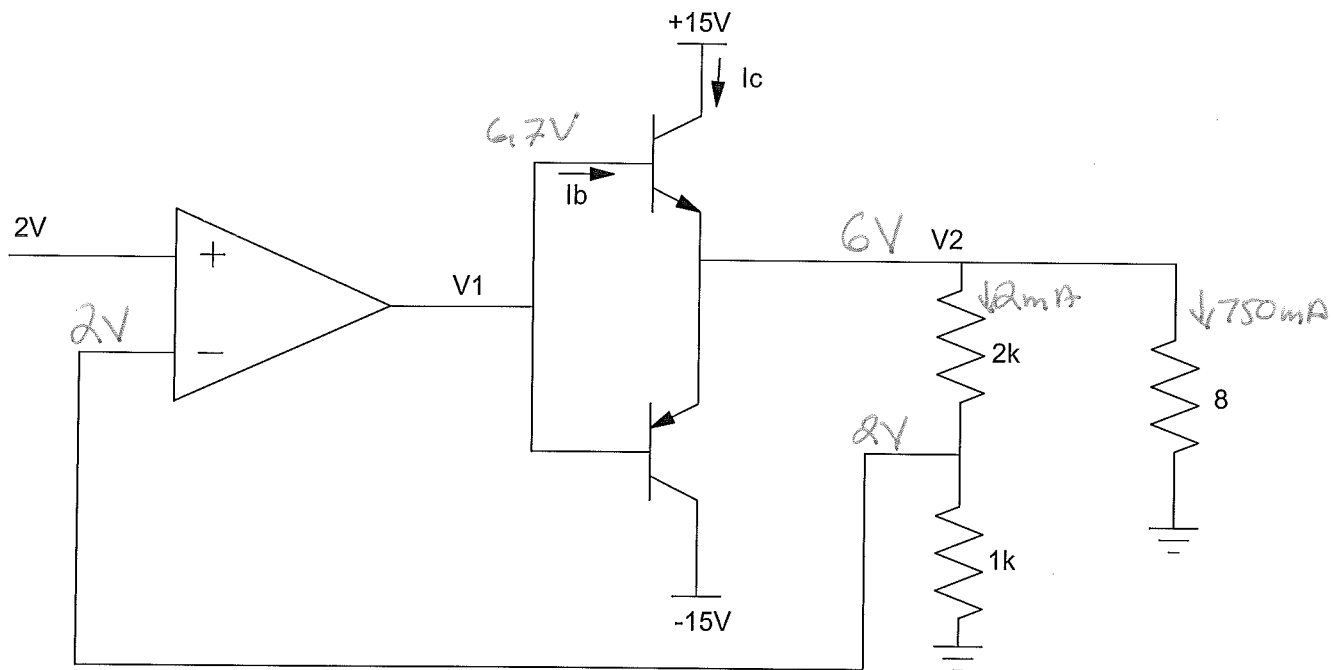 +15V
Ic
6.7V
Ib
2V
+
6V
V2
V1
↓2mA
↓750mA
2V
−
2k
8
2V
1k
-15V